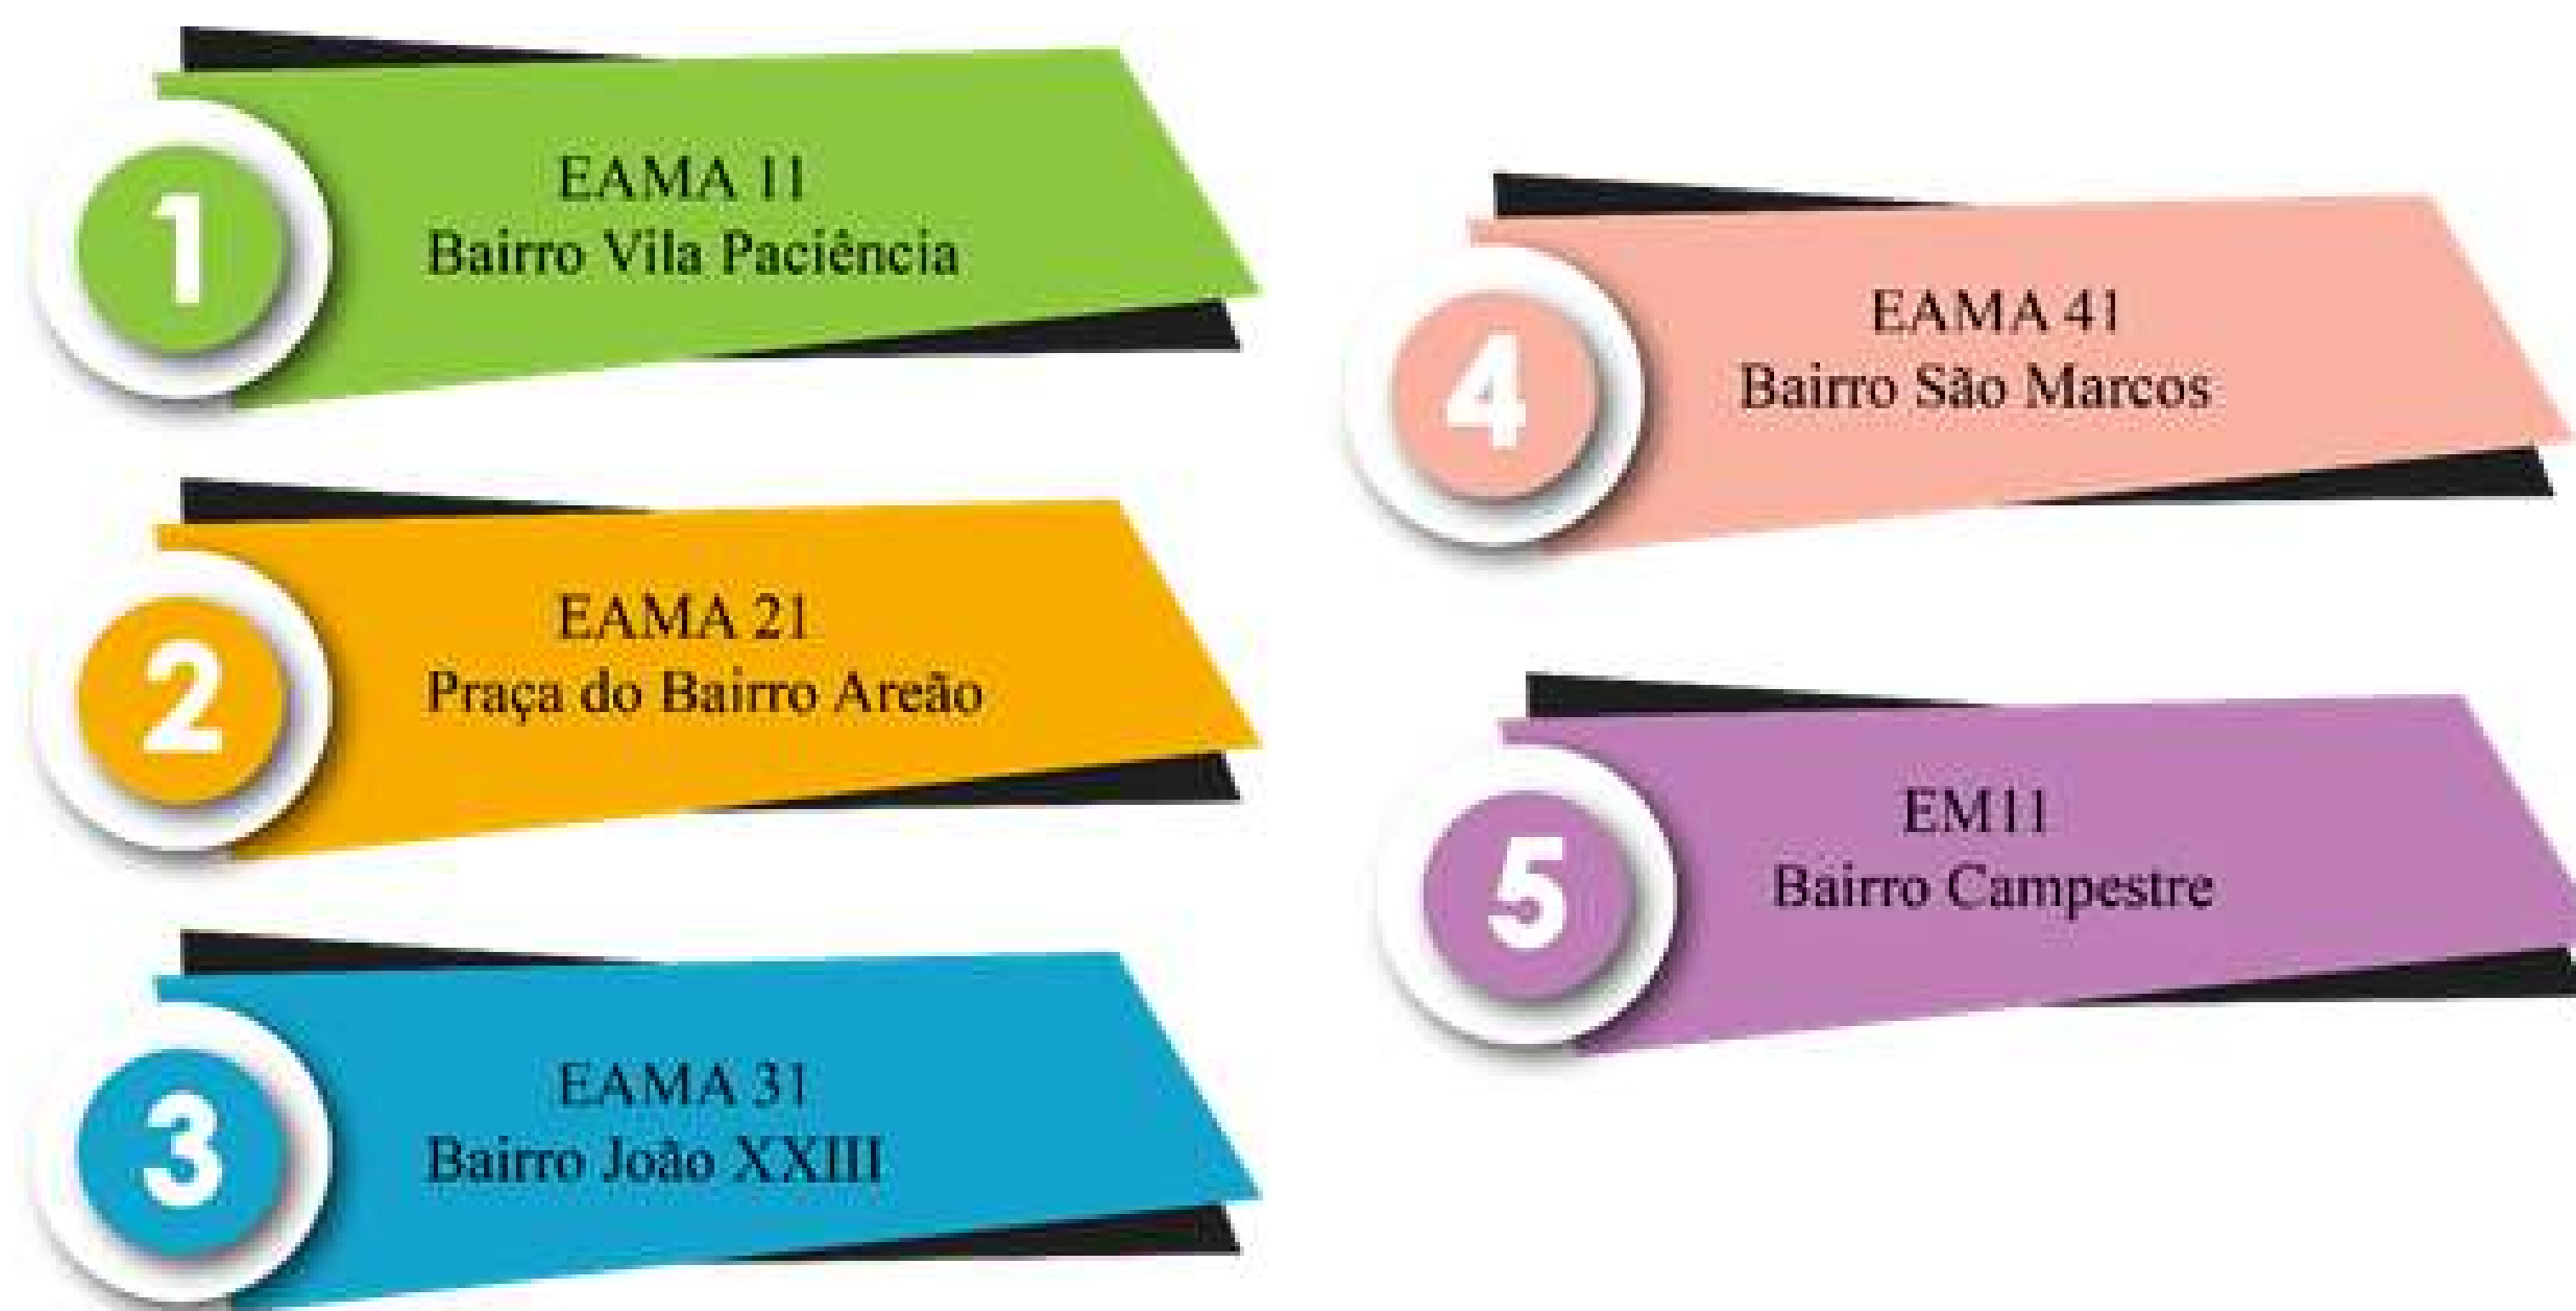 1
EAMA 11
Bairro Vila Paciência
2
EAMA 21
Praça do Bairro Areão
3
EAMA 31
Bairro João XXIII
4
EAMA 41
Bairro São Marcos
5
EM11
Bairro Campestre